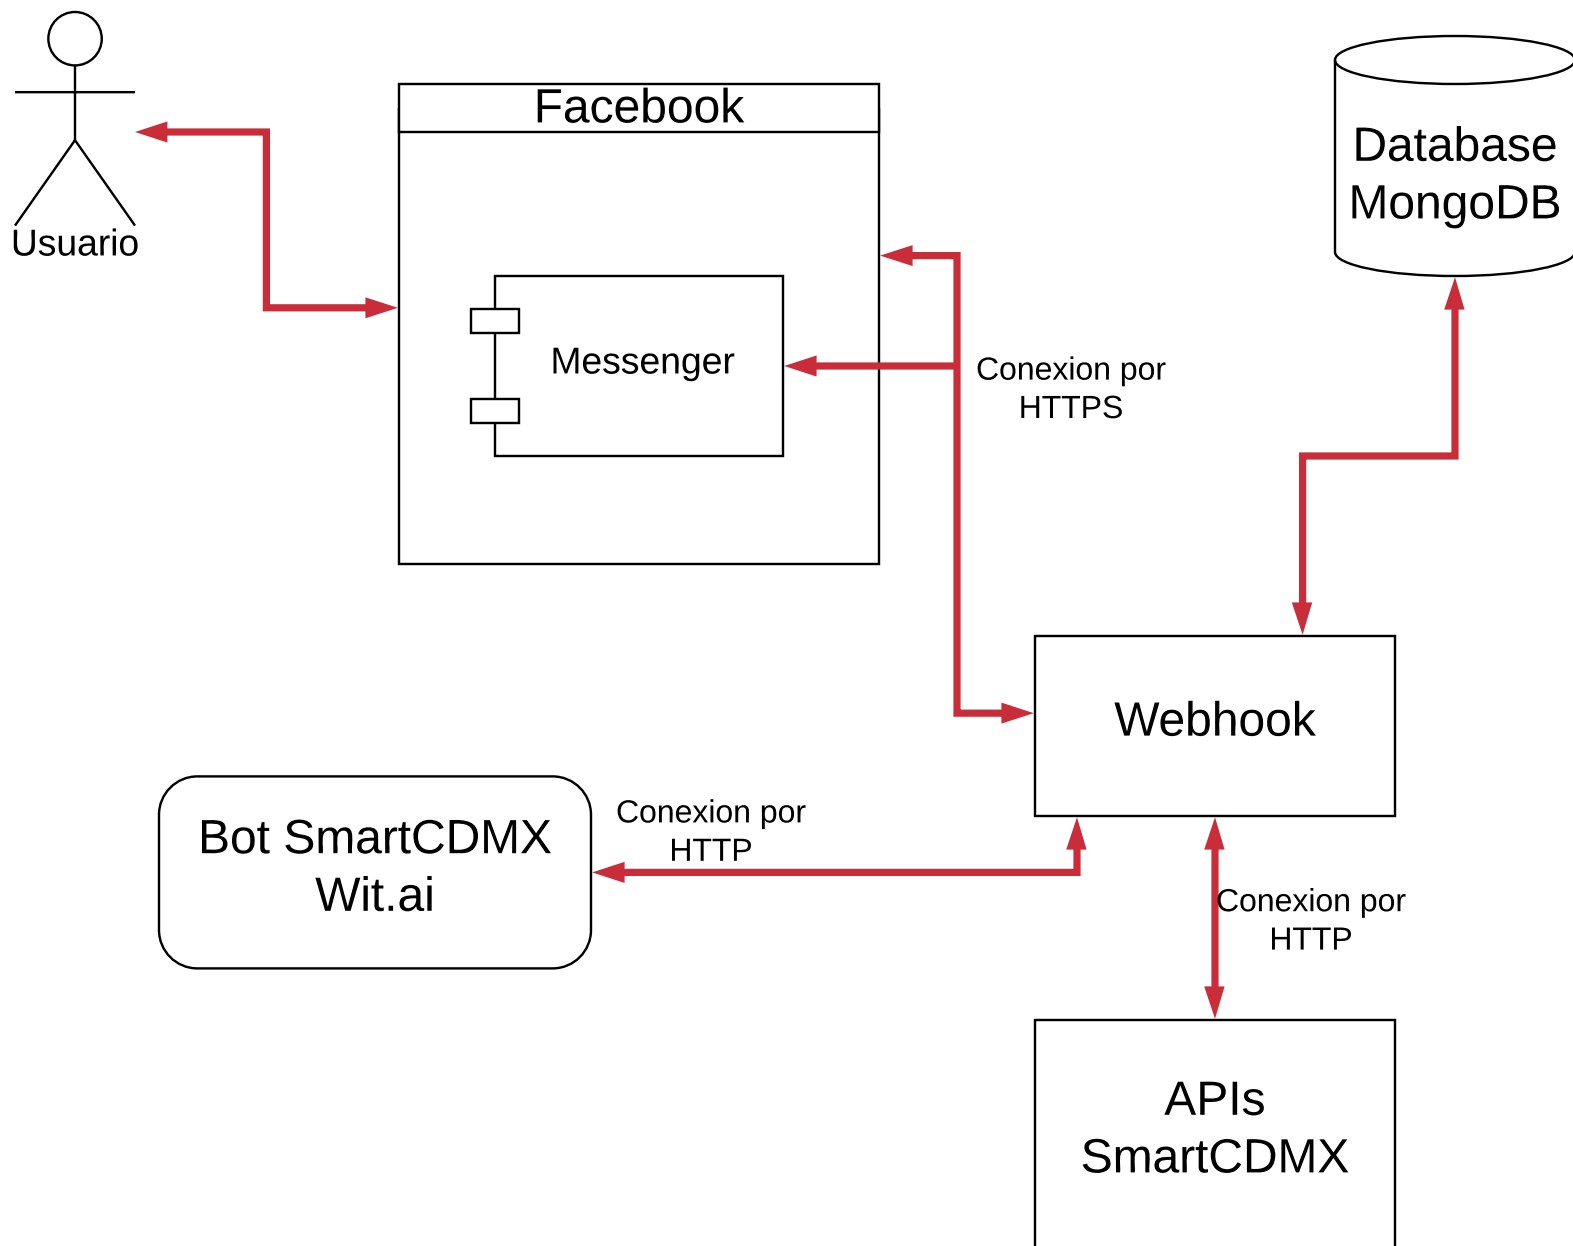 Facebook
Database
MongoDB
Usuario
Messenger
Conexion por
HTTPS
Webhook
Conexion por
HTTP
Bot SmartCDMX
Wit.ai
Conexion por
HTTP
APIs
SmartCDMX